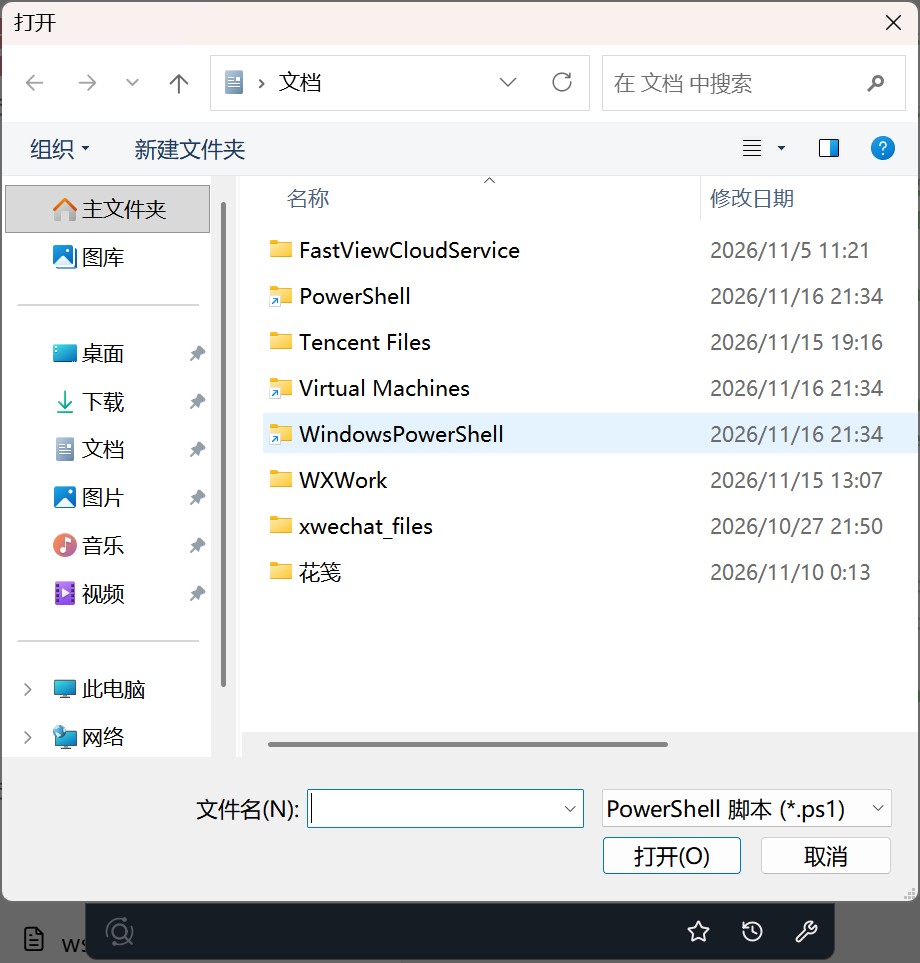 打开
文档
在 文档 中搜索
组织
新建文件夹
名称
修改日期
主文件夹
图库
桌面
下载
文档
图片
音乐
视频
此电脑
网络
FastViewCloudService 2026/11/5 11:21
PowerShell 2026/11/16 21:34
Tencent Files 2026/11/15 19:16
Virtual Machines 2026/11/16 21:34
WindowsPowerShell 2026/11/16 21:34
WXWork 2026/11/15 13:07
xwechat_files 2026/10/27 21:50
花笺 2026/11/10 0:13
文件名(N):
PowerShell 脚本 (*.ps1)
打开(O)
取消